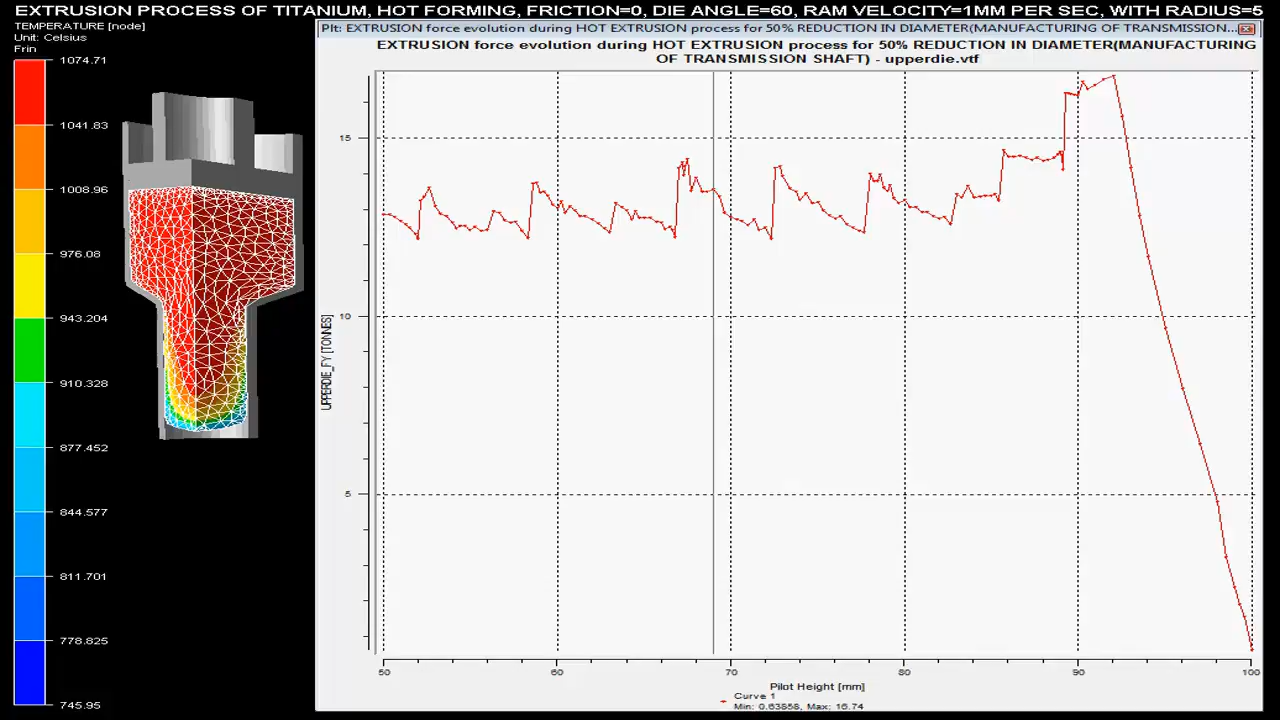 EXTRUSION PROCESS OF TITANIUM, HOT FORMING, FRICTION=0, DIE ANGLE=60, RAM VELOCITY=1MM PER SEC, WITH RADIUS=5
TEMPERATURE [node]
Unit: Celsius
Frin
1074.71
1041.83
1008.96
976.08
943.204
910.328
877.452
844.577
811.701
778.825
745.95
Plt: EXTRUSION force evolution during HOT EXTRUSION process for 50% REDUCTION IN DIAMETER(MANUFACTURING OF TRANSMISSION...
EXTRUSION force evolution during HOT EXTRUSION process for 50% REDUCTION IN DIAMETER(MANUFACTURING
OF TRANSMISSION SHAFT) - upperdie.vtf
UPPERDIE_FY [TONNES]
15
10
5
50 60 70 80 90 100
Pilot Height [mm]
Curve 1
Min: 0.63858, Max: 16.74